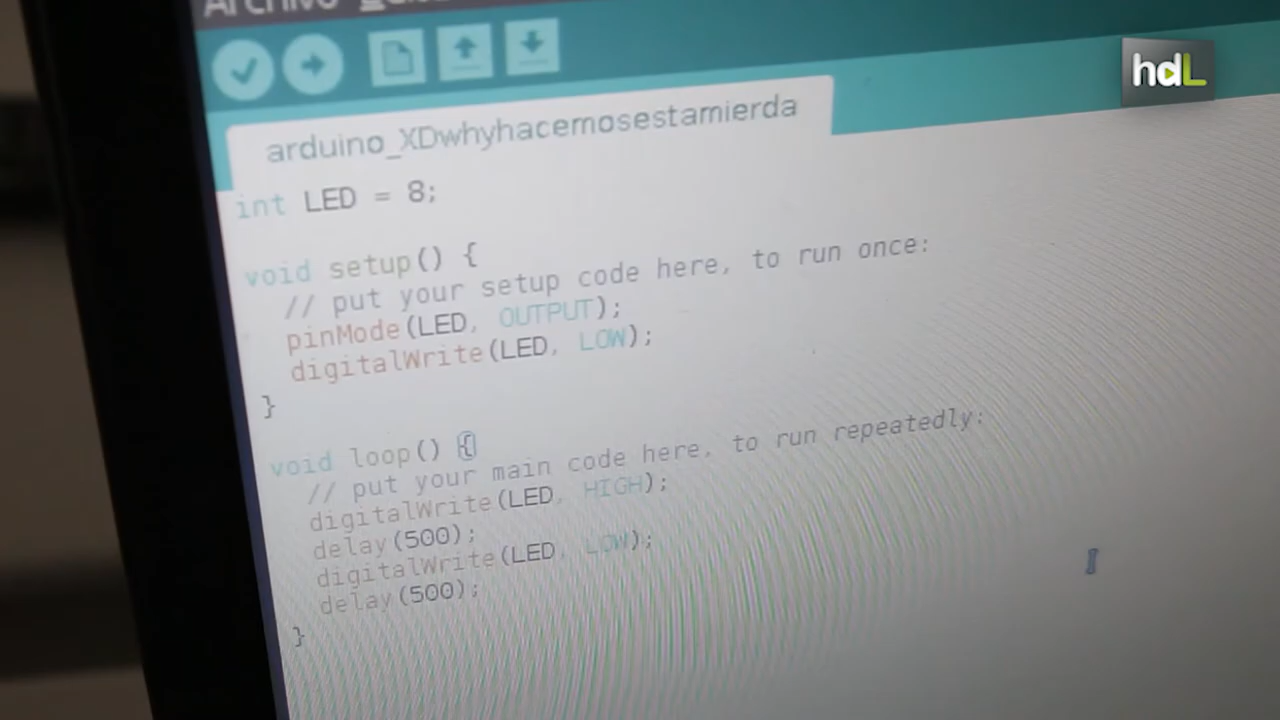 Archivo
hdL
arduino_XDwhyhacemosestamierda
int LED = 8;
void setup() {
// put your setup code here, to run once:
pinMode(LED, OUTPUT);
digitalWrite(LED, LOW);
}
void loop() {
// put your main code here, to run repeatedly:
digitalWrite(LED, HIGH);
delay(500);
digitalWrite(LED, LOW);
delay(500);
}